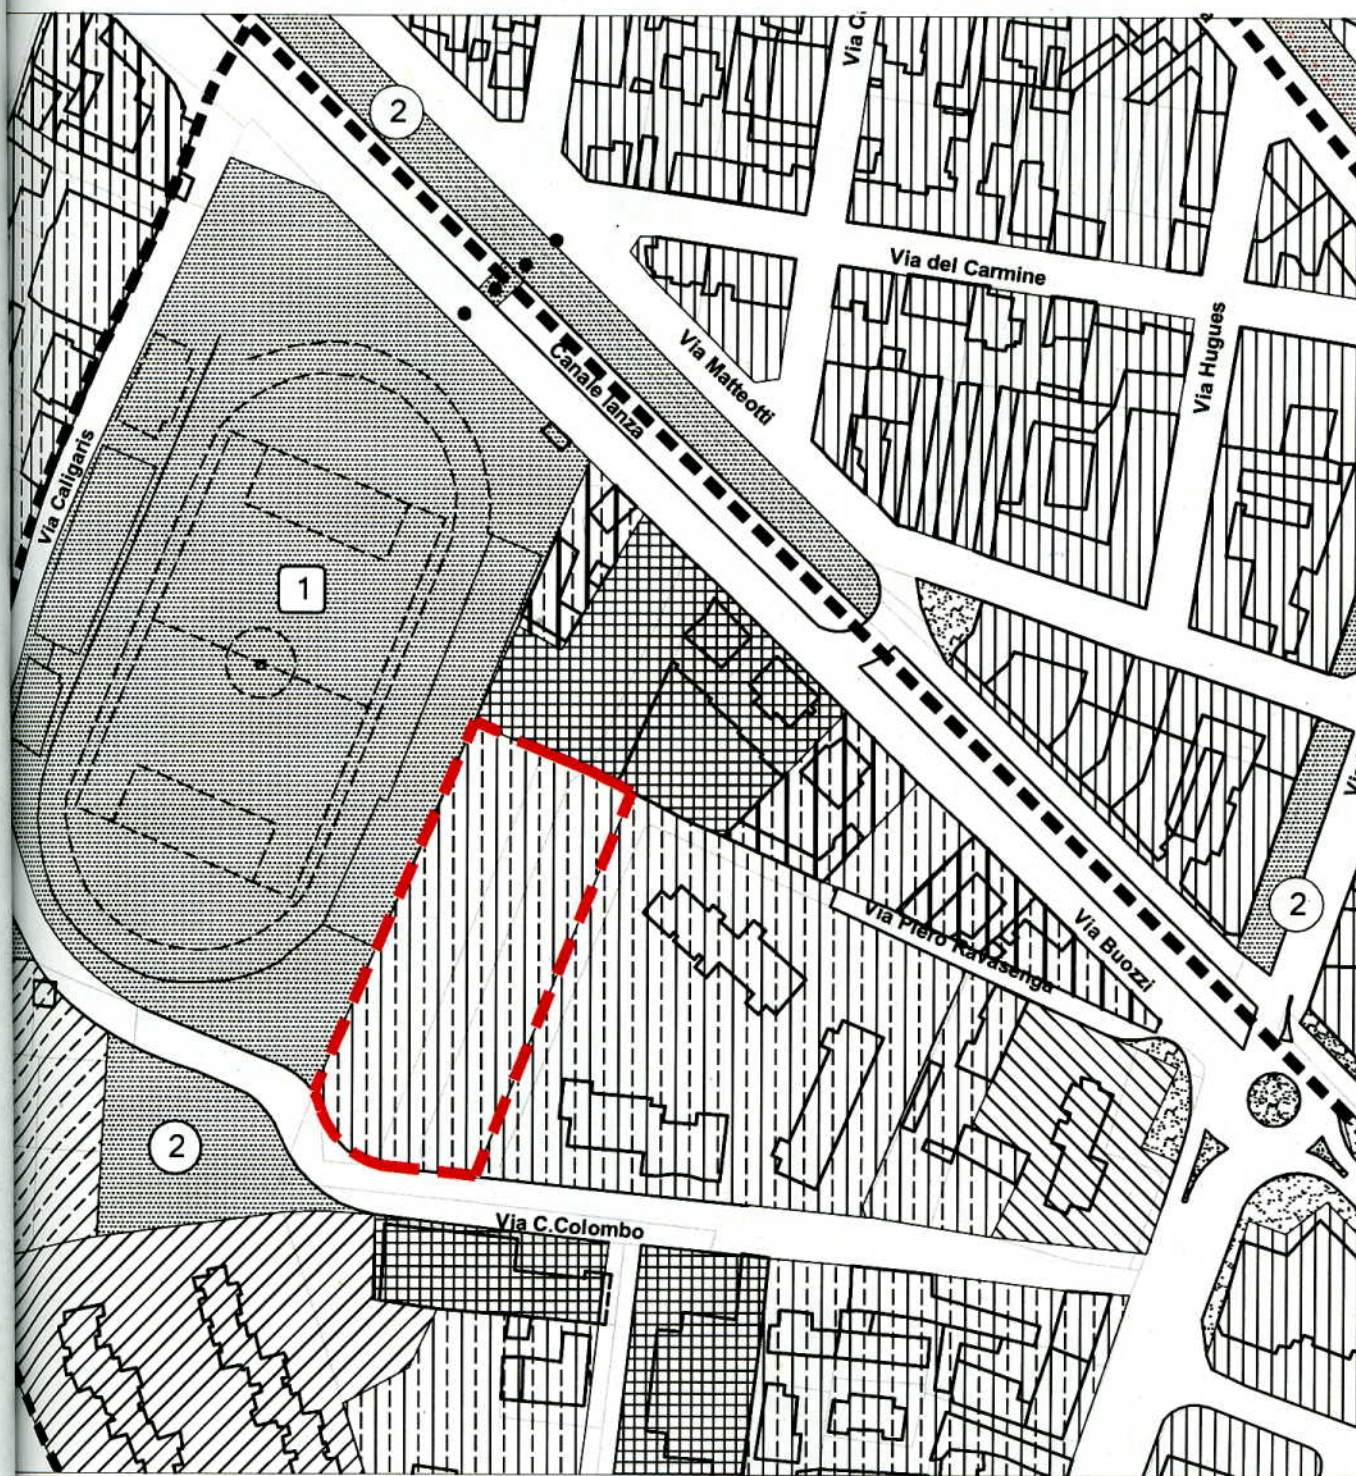 Via C
2
Via del Carmine
Via Hugues
Via Matteotti
Canale lanza
Via Caligaris
1
2
Via Piero Ravasenga
Via Buozzi
2
Via C.Colombo